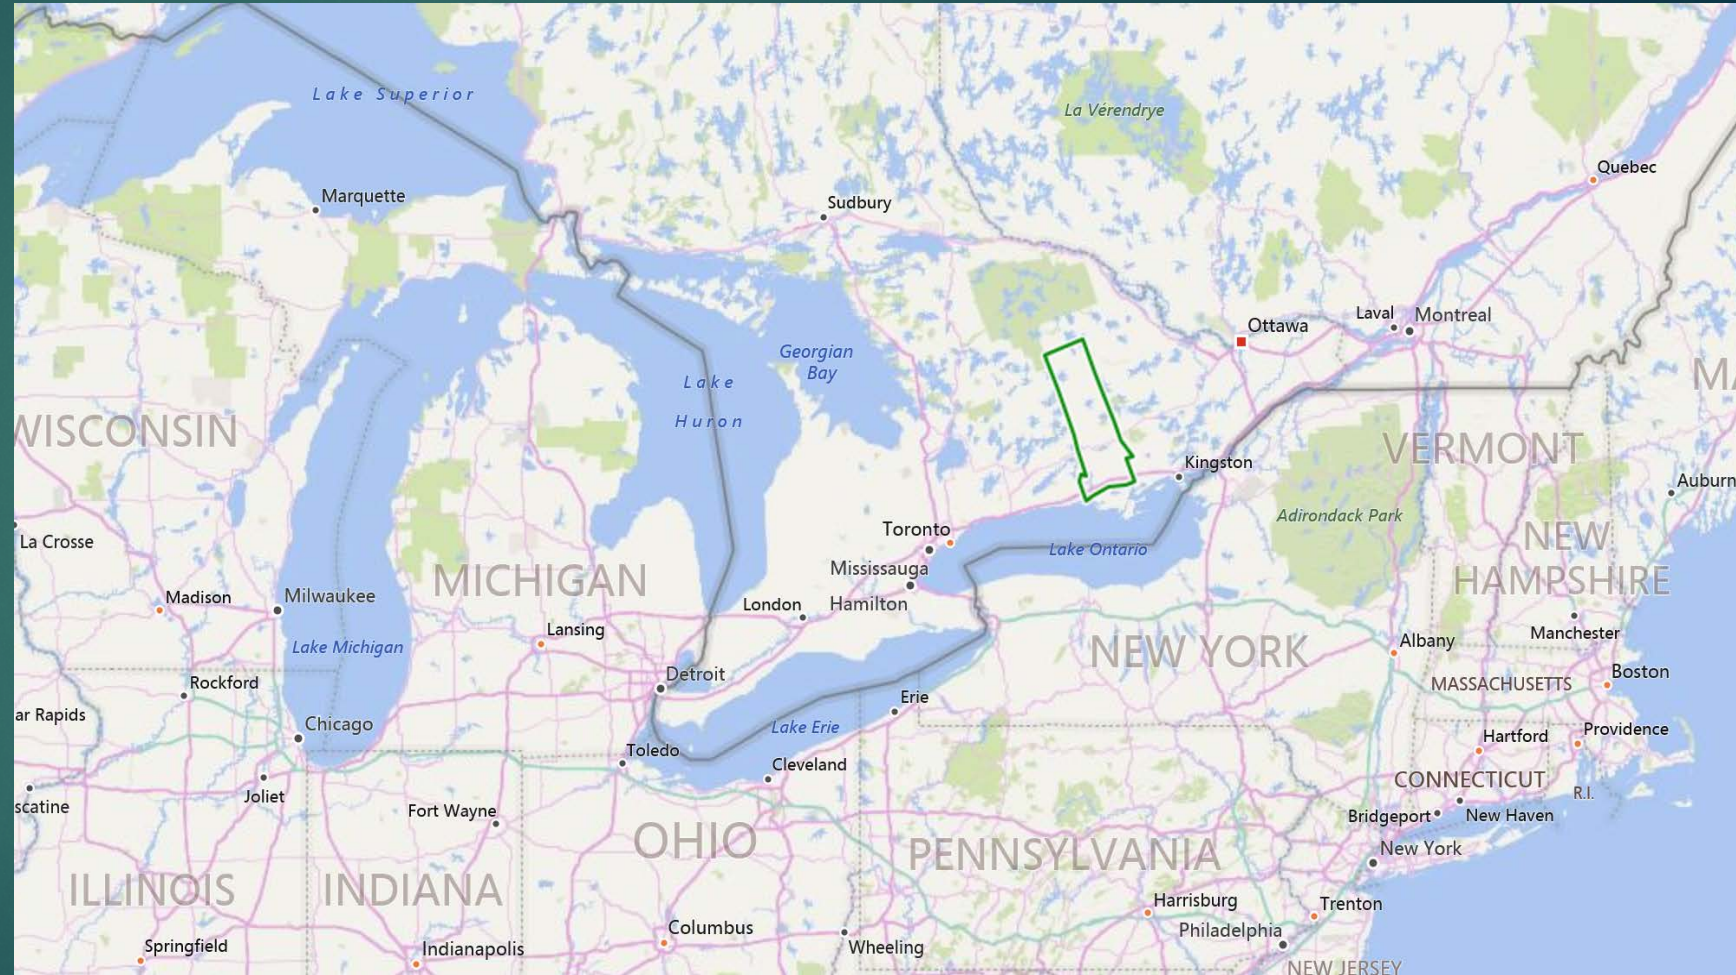 Lake Superior
La Vérendrye
Quebec
Marquette
Sudbury
Ottawa
Laval
Montreal
Georgian
Bay
Lake
Huron
WISCONSIN
VERMONT
Kingston
Auburn
Adirondack Park
Toronto
La Crosse
Lake Ontario
NEW
HAMPSHIRE
MICHIGAN
Mississauga
Madison
Milwaukee
London
Hamilton
Manchester
Lansing
Lake Michigan
NEW YORK
Albany
Boston
Detroit
MASSACHUSETTS
Rockford
Erie
ar Rapids
Chicago
Lake Erie
Hartford
Providence
Toledo
Cleveland
CONNECTICUT
Joliet
R.I.
scatine
Fort Wayne
Bridgeport
New Haven
OHIO
PENNSYLVANIA
New York
ILLINOIS
INDIANA
Harrisburg
Trenton
Columbus
Philadelphia
Springfield
Indianapolis
Wheeling
NEW JERSEY